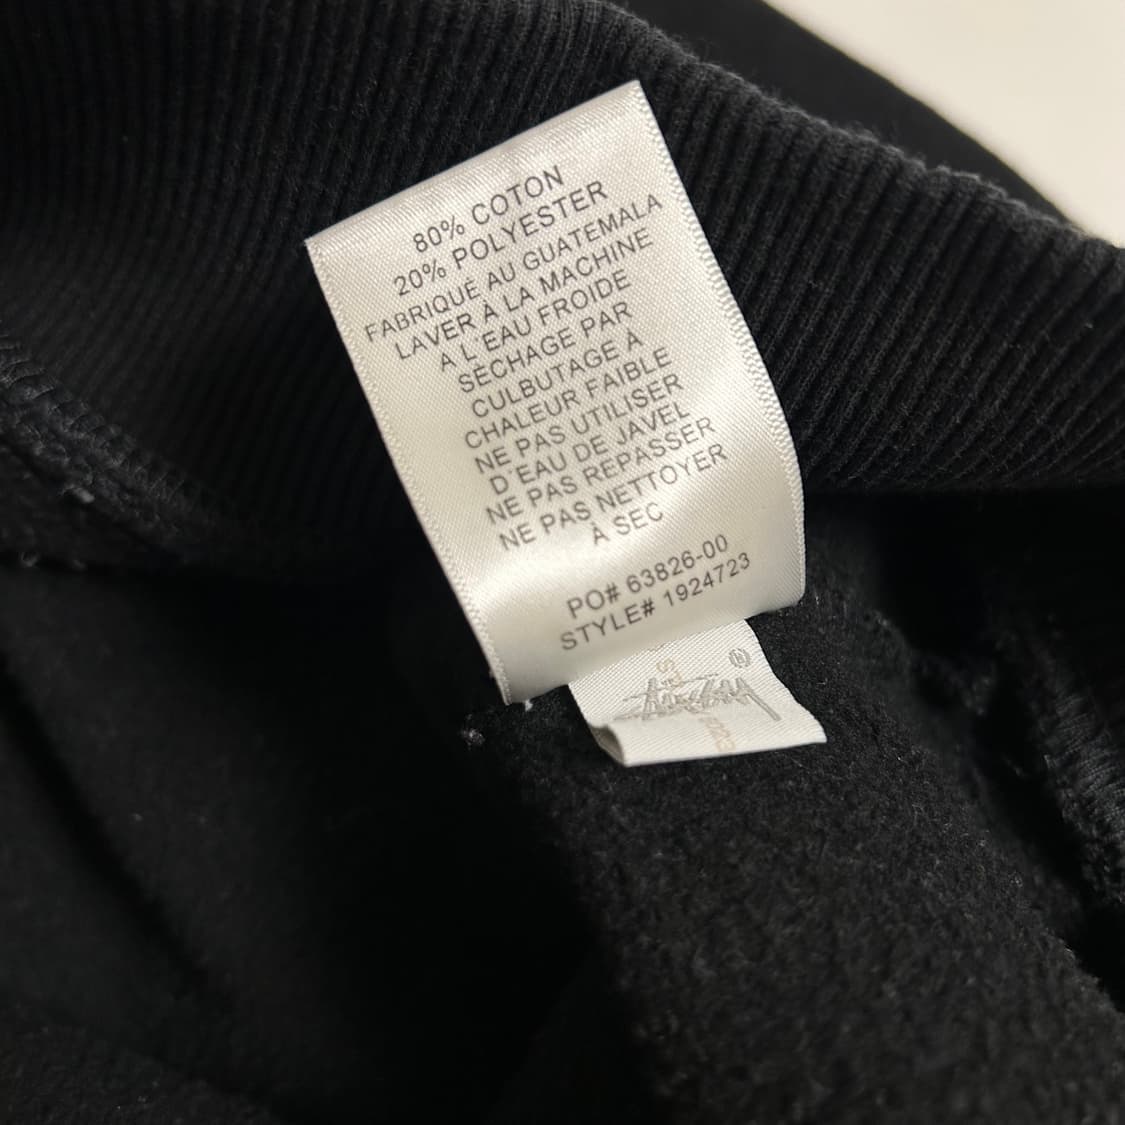 80% COTON
20% POLYESTER
FABRIQUÉ AU GUATEMALA
LAVER À LA MACHINE
A L'EAU FROIDE
SÉCHAGE PAR
CULBUTAGE À
CHALEUR FAIBLE
NE PAS UTILISER
D'EAU DE JAVEL
NE PAS REPASSER
NE PAS NETTOYER
À SEC
PO# 63826-00
STYLE# 1924723
Stüssy ®